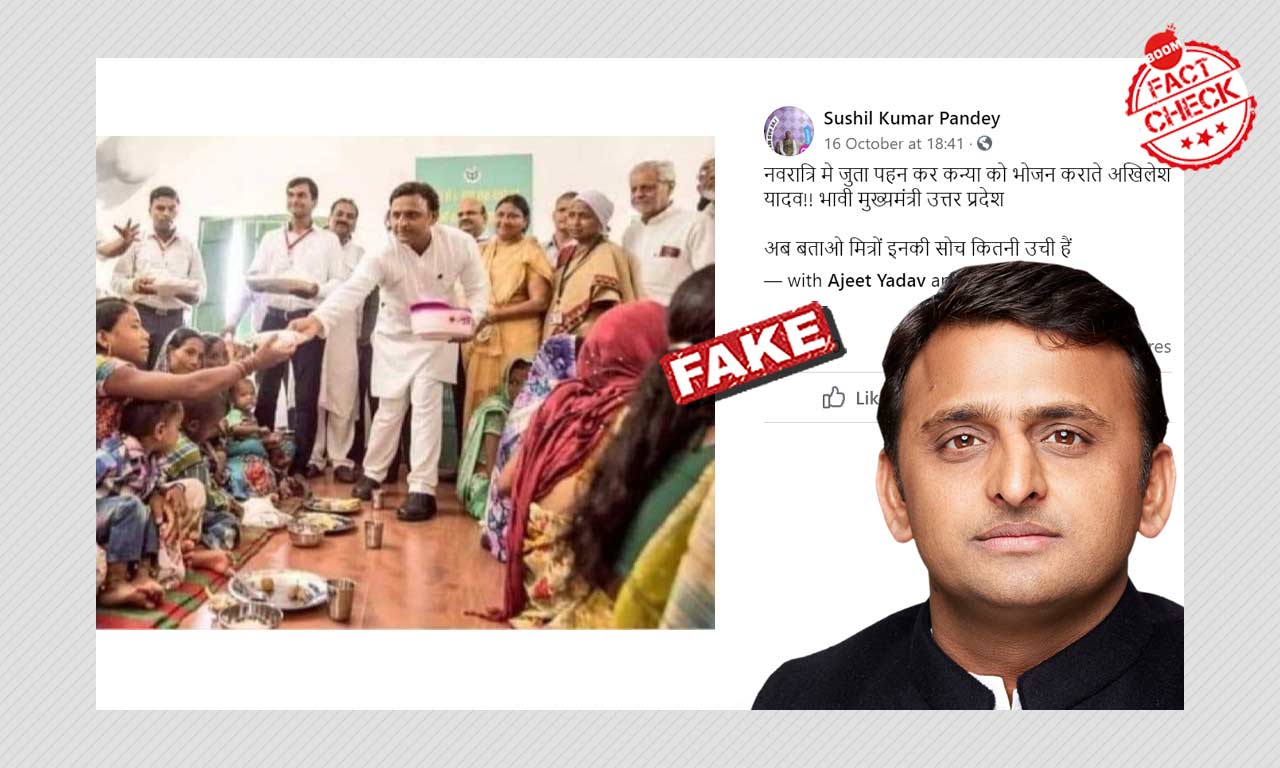 BOOM
FACT
CHECK
Sushil Kumar Pandey
16 October at 18:41 ·
नवरात्रि मे जुता पहन कर कन्या को भोजन कराते अखिलेश
यादव!! भावी मुख्यमंत्री उत्तर प्रदेश
अब बताओ मित्रों इनकी सोच कितनी उची हैं
— with Ajeet Yadav
FAKE